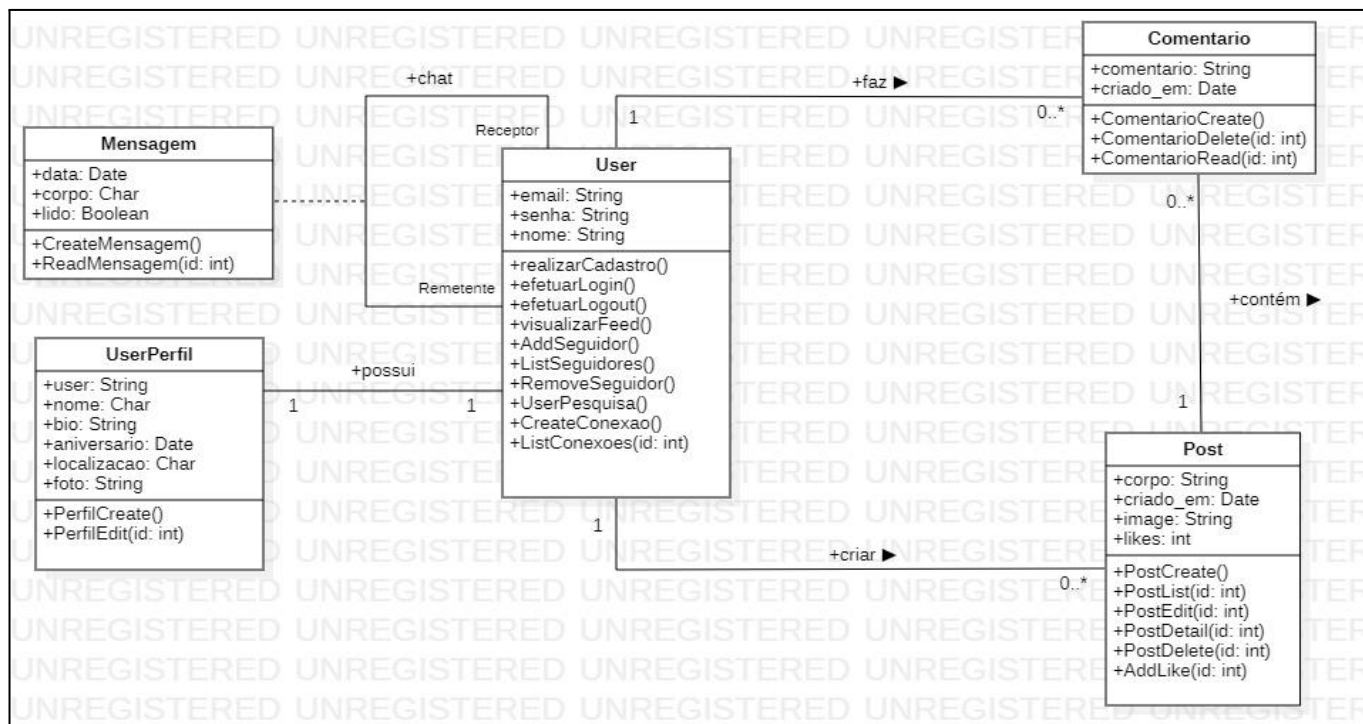 UNREGISTERED UNREGISTERED UNREGISTERED UNREGISTERED UNREGISTERED
+chat
Receptor
Remetente
Mensagem
+data: Date
+corpo: Char
+lido: Boolean
+CreateMensagem()
+ReadMensagem(id: int)
UserPerfil
+user: String
+nome: Char
+bio: String
+aniversario: Date
+localizacao: Char
+foto: String
+PerfilCreate()
+PerfilEdit(id: int)
+possui
1
1
User
+email: String
+senha: String
+nome: String
+realizarCadastro()
+efetuarLogin()
+efetuarLogout()
+visualizarFeed()
+AddSeguidor()
+ListSeguidores()
+RemoveSeguidor()
+UserPesquisa()
+CreateConexao()
+ListConexoes(id: int)
+faz ▶
1
0..*
Comentario
+comentario: String
+criado_em: Date
+ComentarioCreate()
+ComentarioDelete(id: int)
+ComentarioRead(id: int)
0..*
+contém ▶
1
1
+criar ▶
0..*
Post
+corpo: String
+criado_em: Date
+image: String
+likes: int
+PostCreate()
+PostList(id: int)
+PostEdit(id: int)
+PostDetail(id: int)
+PostDelete(id: int)
+AddLike(id: int)